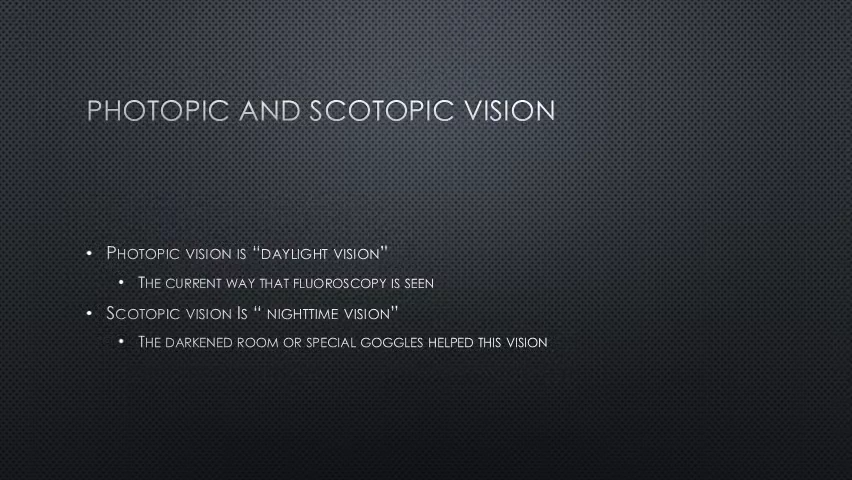 PHOTOPIC AND SCOTOPIC VISION
• PHOTOPIC VISION IS “DAYLIGHT VISION”
• THE CURRENT WAY THAT FLUOROSCOPY IS SEEN
• SCOTOPIC VISION IS “ NIGHTTIME VISION”
• THE DARKENED ROOM OR SPECIAL GOGGLES HELPED THIS VISION